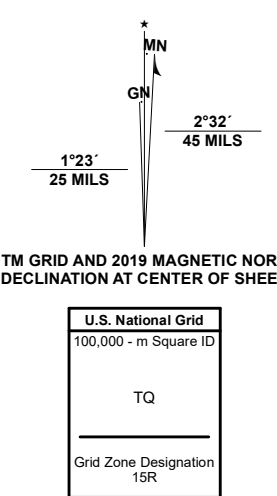 ★
MN
GN
2°32´
45 MILS
1°23´
25 MILS
TM GRID AND 2019 MAGNETIC NOR
DECLINATION AT CENTER OF SHEE
U.S. National Grid
100,000 - m Square ID
TQ
Grid Zone Designation
15R